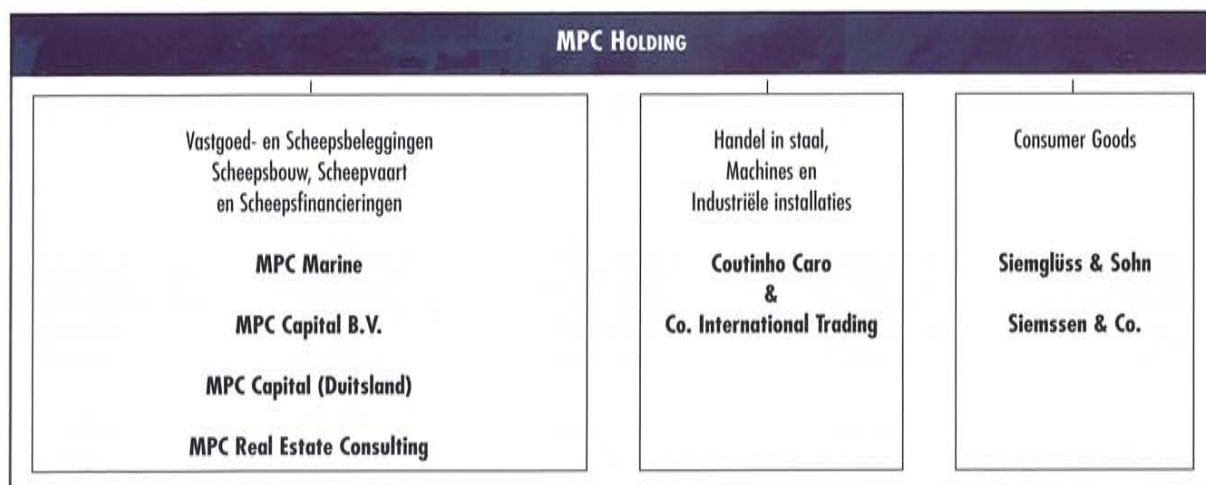 MPC HOLDING
Vastgoed- en Scheepsbeleggingen
Scheepsbouw, Scheepvaart
en Scheepsfinancieringen
MPC Marine
MPC Capital B.V.
MPC Capital (Duitsland)
MPC Real Estate Consulting
Handel in staal,
Machines en
Industriële installaties
Coutinho Caro
&
Co. International Trading
Consumer Goods
Siemglüss & Sohn
Siemssen & Co.